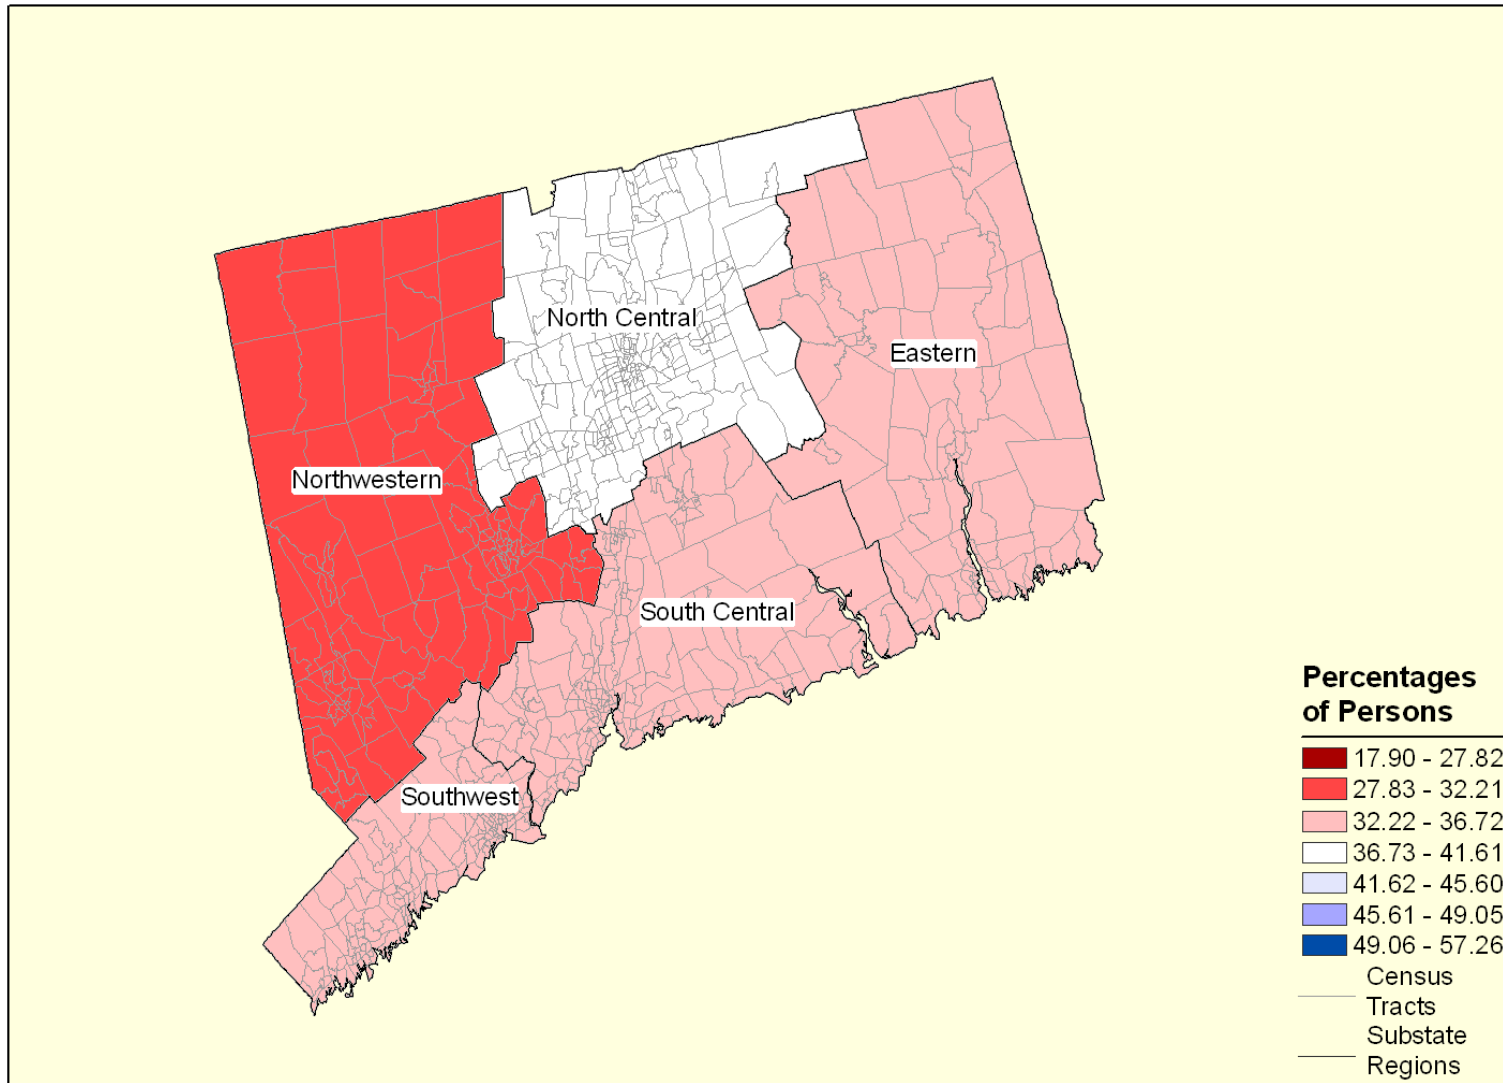 North Central
Eastern
Northwestern
South Central
Southwest
Percentages
of Persons
17.90 - 27.82
27.83 - 32.21
32.22 - 36.72
36.73 - 41.61
41.62 - 45.60
45.61 - 49.05
49.06 - 57.26
Census
Tracts
Substate
Regions